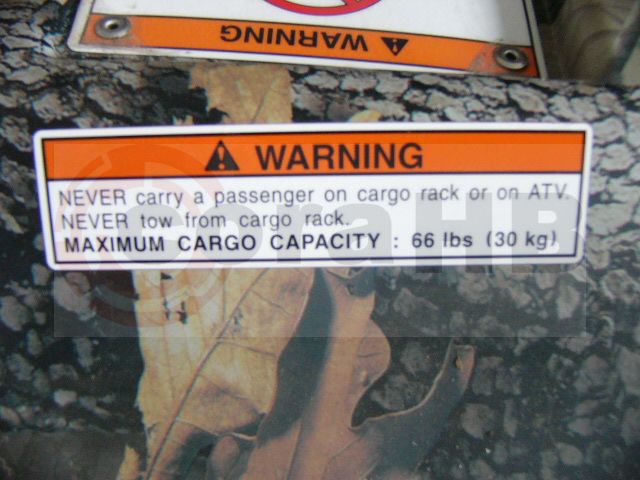 WARNING
WARNING
NEVER carry a passenger on cargo rack or on ATV.
NEVER tow from cargo rack.
MAXIMUM CARGO CAPACITY : 66 lbs (30 kg)
CoraHB